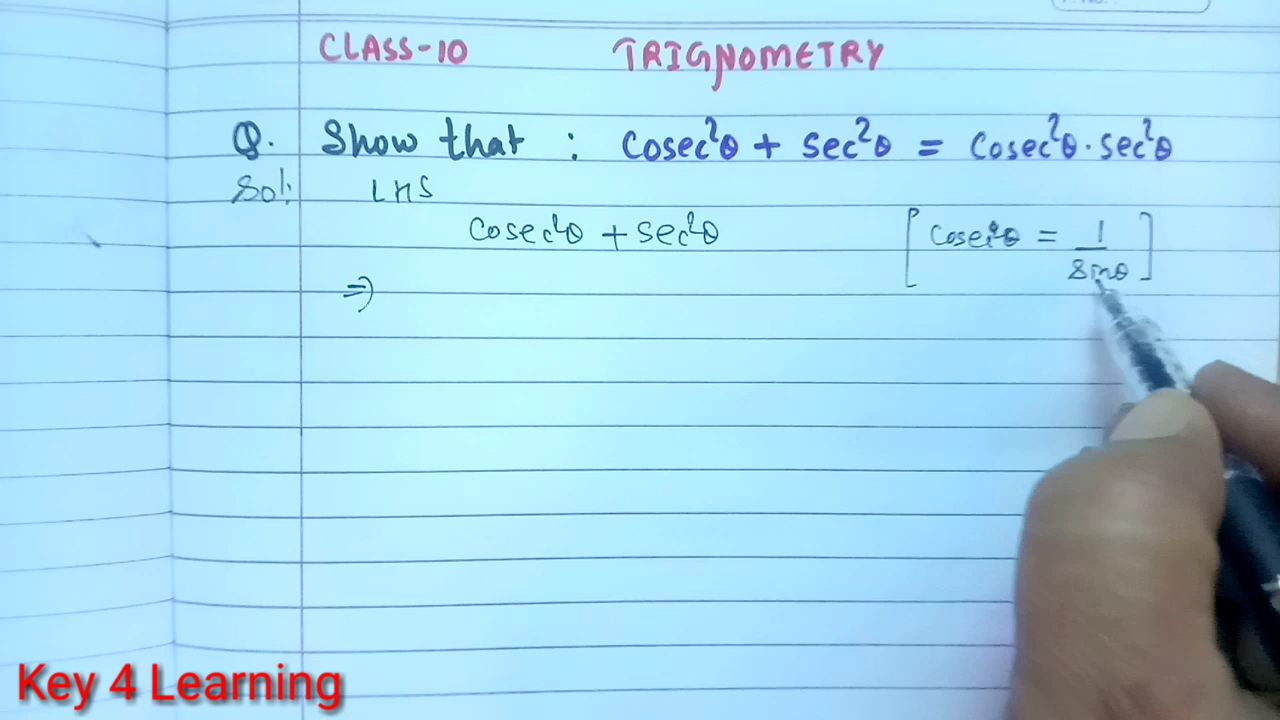 CLASS-10 TRIGNOMETRY
Q. Show that : Cosec²θ + sec²θ = Cosec²θ · sec²θ
Sol: LHS
Cosec²θ + sec²θ [Cosec²θ = 1/sinθ]
⇒
Key 4 Learning